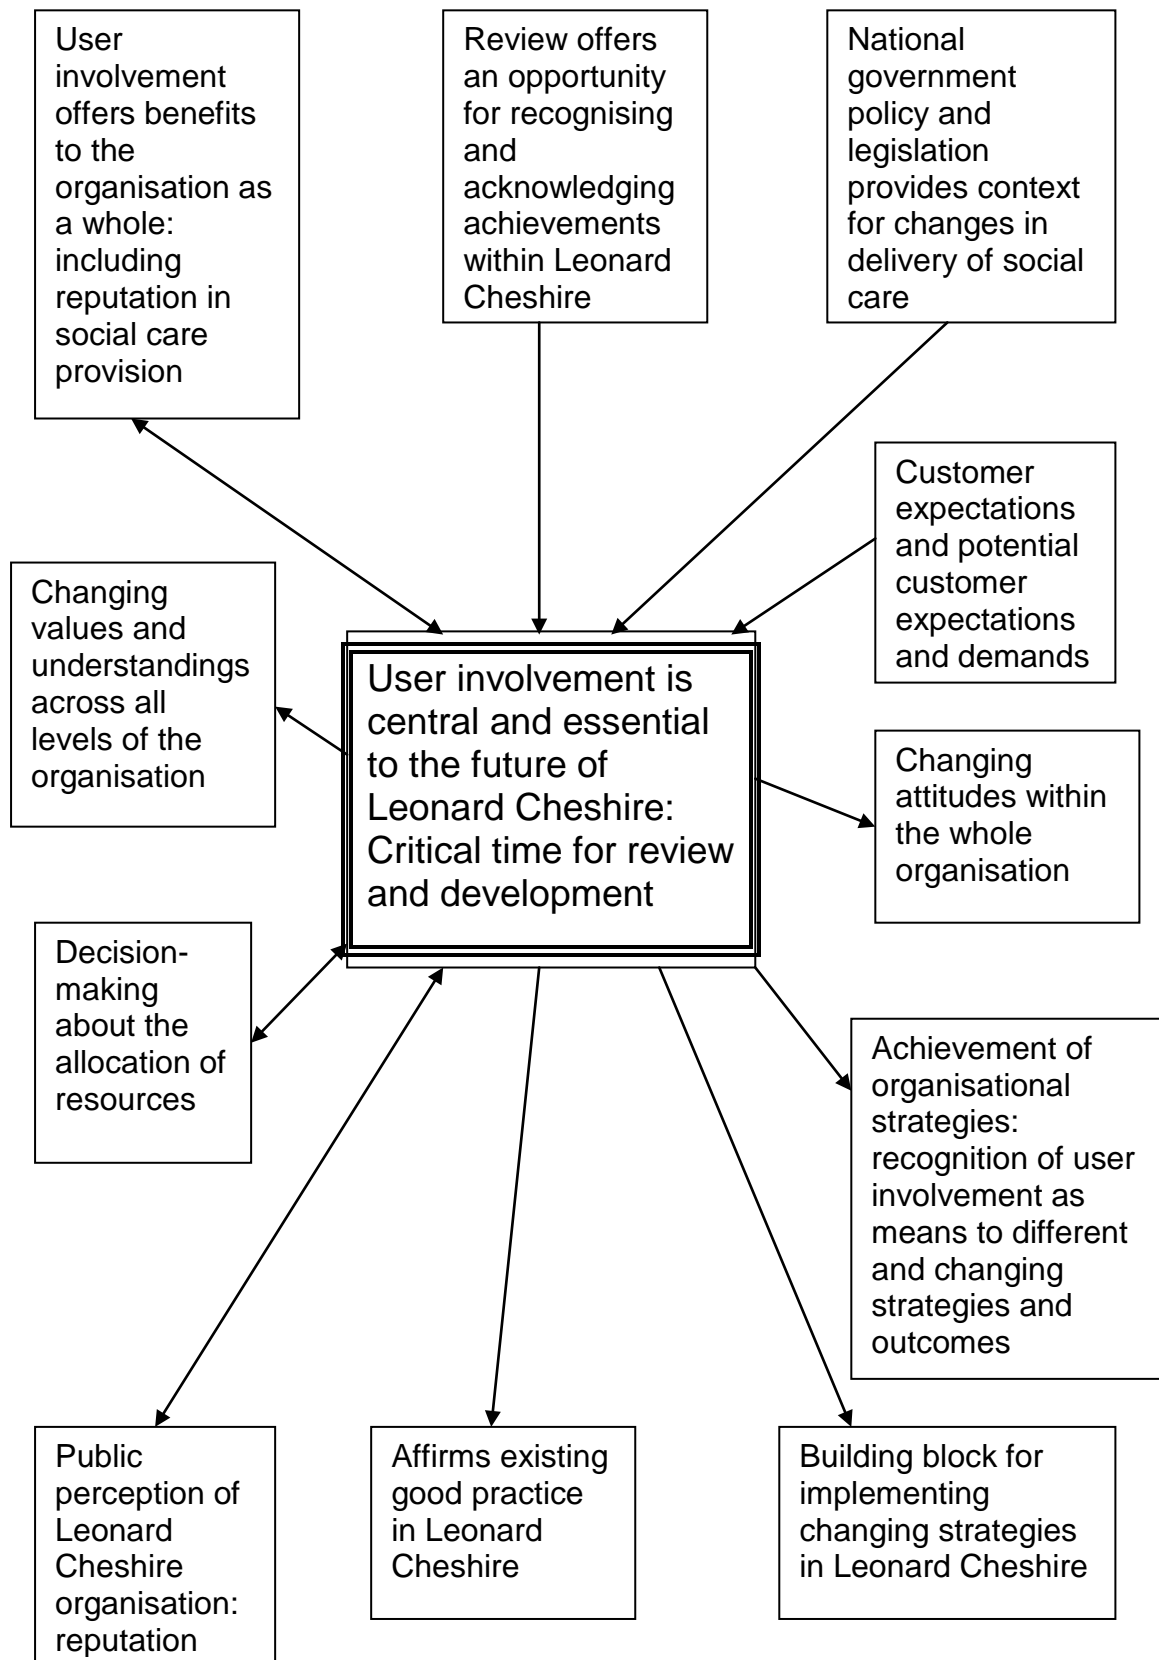 User
involvement
offers benefits
to the
organisation as
a whole:
including
reputation in
social care
provision
Review offers
an opportunity
for recognising
and
acknowledging
achievements
within Leonard
Cheshire
National
government
policy and
legislation
provides context
for changes in
delivery of social
care
Customer
expectations
and potential
customer
expectations
and demands
Changing
values and
understandings
across all
levels of the
organisation
User involvement is
central and essential
to the future of
Leonard Cheshire:
Critical time for review
and development
Changing
attitudes within
the whole
organisation
Decision-
making
about the
allocation of
resources
Achievement of
organisational
strategies:
recognition of user
involvement as
means to different
and changing
strategies and
outcomes
Public
perception of
Leonard
Cheshire
organisation:
reputation
Affirms existing
good practice
in Leonard
Cheshire
Building block for
implementing
changing strategies
in Leonard Cheshire